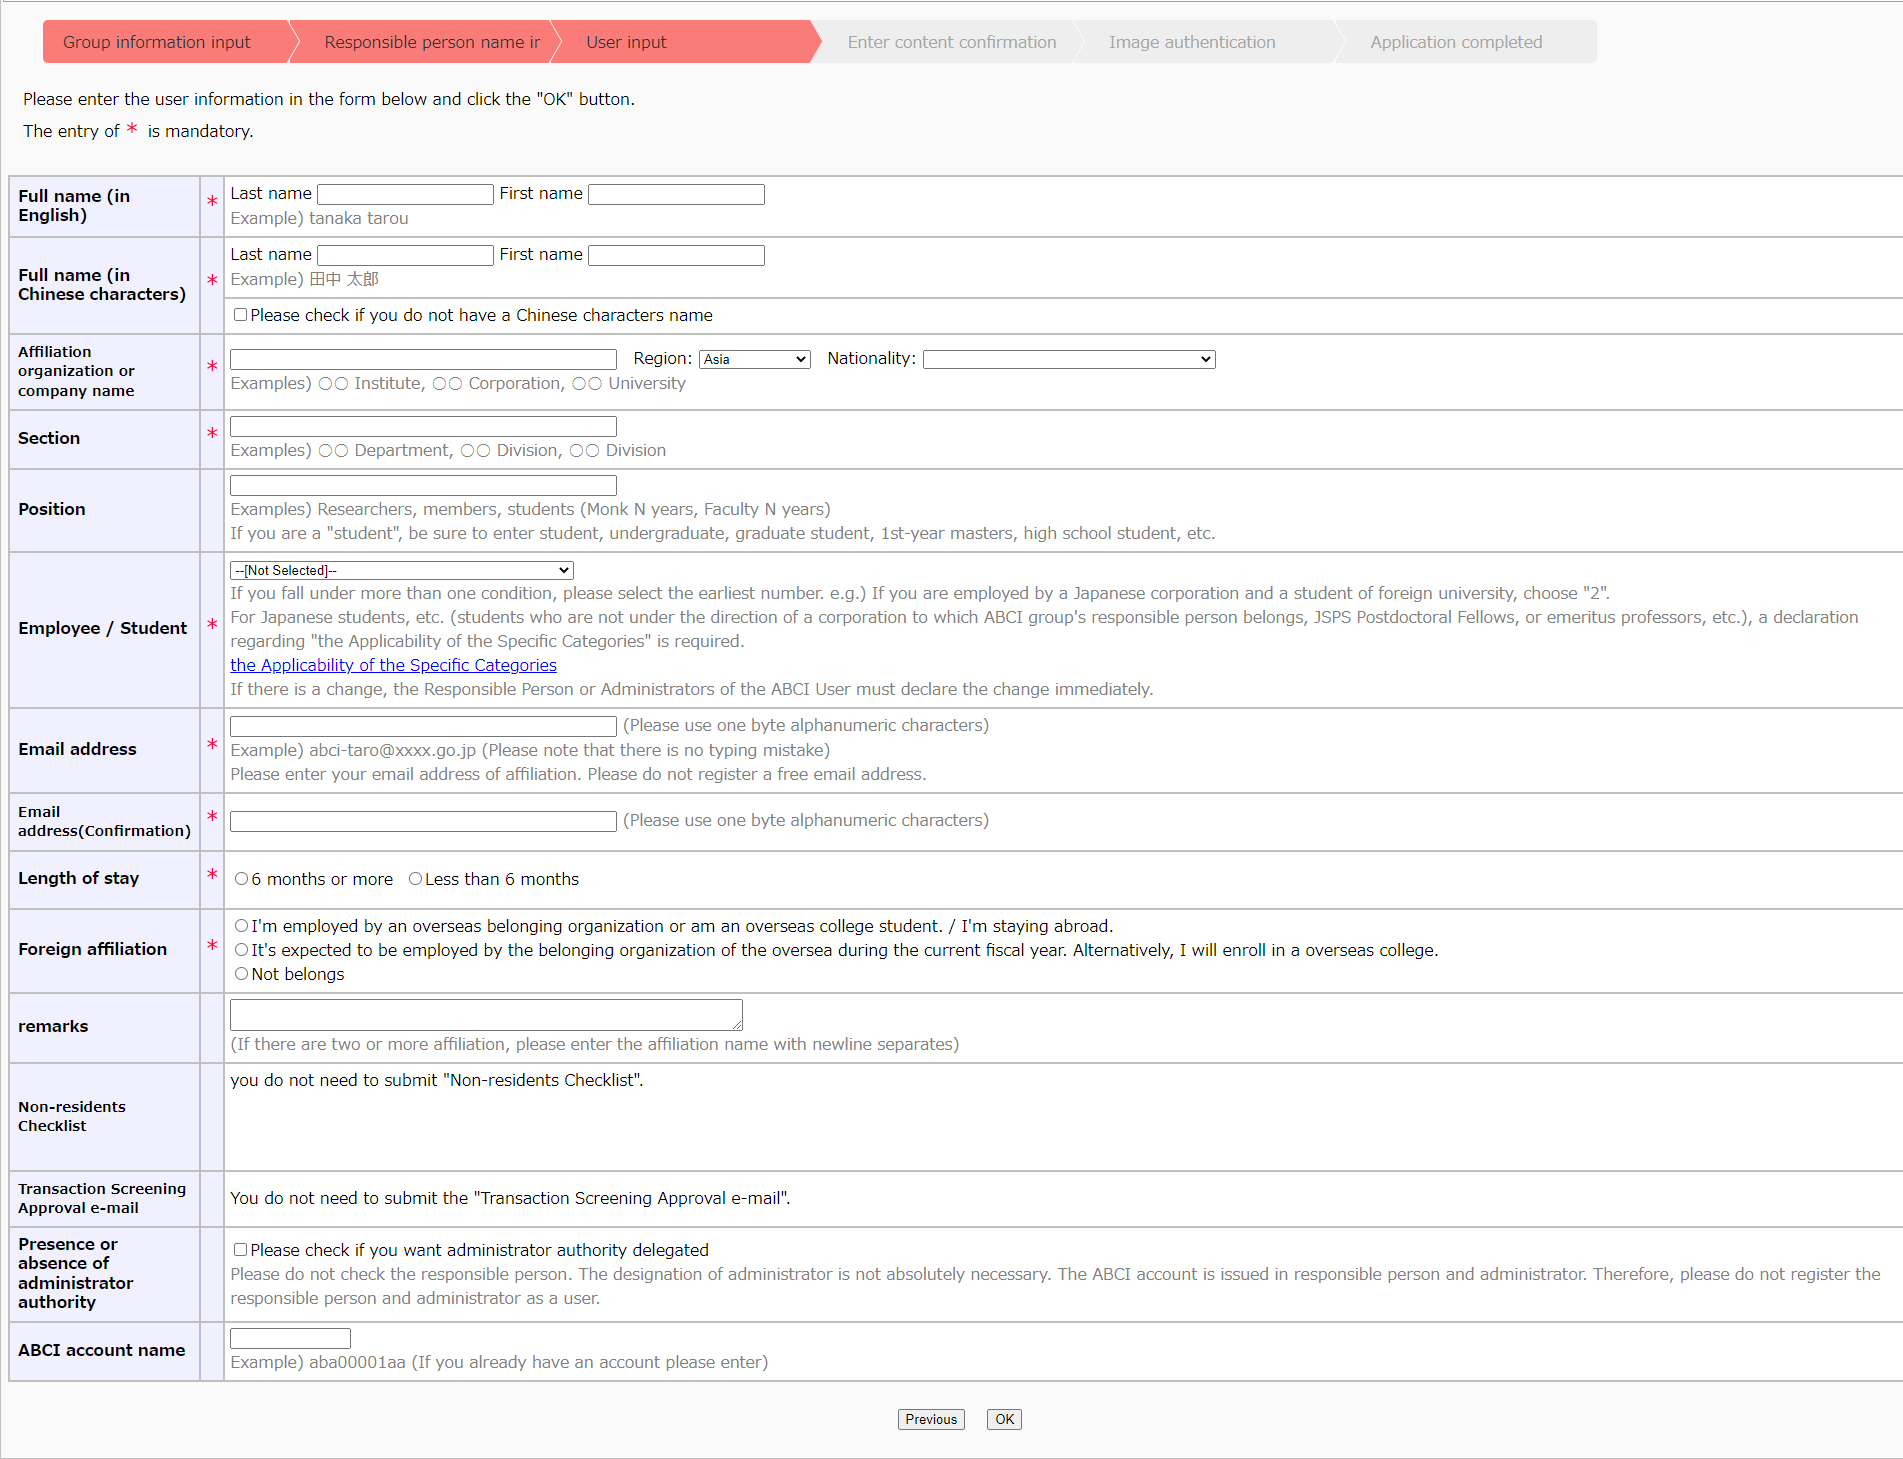 Group information input
Responsible person name ir
User input
Enter content confirmation
Image authentication
Application completed
Please enter the user information in the form below and click the "OK" button.
The entry of * is mandatory.
Full name (in English)
*
Last name
First name
Example) tanaka tarou
Full name (in Chinese characters)
*
Last name
First name
Example) 田中 太郎
Please check if you do not have a Chinese characters name
Affiliation organization or company name
*
Region: Asia
Nationality:
Examples) ○○ Institute, ○○ Corporation, ○○ University
Section
*
Examples) ○○ Department, ○○ Division, ○○ Division
Position
Examples) Researchers, members, students (Monk N years, Faculty N years)
If you are a "student", be sure to enter student, undergraduate, graduate student, 1st-year masters, high school student, etc.
Employee / Student
*
--[Not Selected]--
If you fall under more than one condition, please select the earliest number. e.g.) If you are employed by a Japanese corporation and a student of foreign university, choose "2".
For Japanese students, etc. (students who are not under the direction of a corporation to which ABCI group's responsible person belongs, JSPS Postdoctoral Fellows, or emeritus professors, etc.), a declaration
regarding "the Applicability of the Specific Categories" is required.
the Applicability of the Specific Categories
If there is a change, the Responsible Person or Administrators of the ABCI User must declare the change immediately.
Email address
*
(Please use one byte alphanumeric characters)
Example) abci-taro@xxxx.go.jp (Please note that there is no typing mistake)
Please enter your email address of affiliation. Please do not register a free email address.
Email address(Confirmation)
*
(Please use one byte alphanumeric characters)
Length of stay
*
6 months or more
Less than 6 months
Foreign affiliation
*
I'm employed by an overseas belonging organization or am an overseas college student. / I'm staying abroad.
It's expected to be employed by the belonging organization of the oversea during the current fiscal year. Alternatively, I will enroll in a overseas college.
Not belongs
remarks
(If there are two or more affiliation, please enter the affiliation name with newline separates)
Non-residents Checklist
you do not need to submit "Non-residents Checklist".
Transaction Screening Approval e-mail
You do not need to submit the "Transaction Screening Approval e-mail".
Presence or absence of administrator authority
Please check if you want administrator authority delegated
Please do not check the responsible person. The designation of administrator is not absolutely necessary. The ABCI account is issued in responsible person and administrator. Therefore, please do not register the
responsible person and administrator as a user.
ABCI account name
Example) aba00001aa (If you already have an account please enter)
Previous
OK